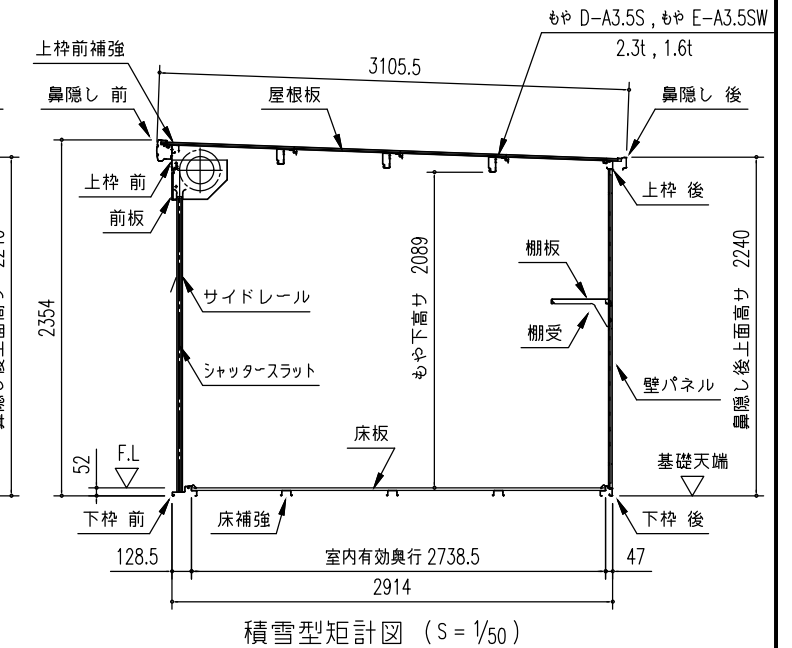 もや D-A3.5S , もや E-A3.5SW
2.3t , 1.6t
上枠前補強
3105.5
鼻隠し 前
屋根板
鼻隠し 後
上枠 前
上枠 後
前板
もや下高サ 2089
棚板
2354
サイドレール
棚受
鼻隠し後上面高サ 2240
シャッタースラット
壁パネル
床板
52
F.L
基礎天端
下枠 前
床補強
下枠 後
128.5
室内有効奥行 2738.5
47
2914
積雪型矩計図 (S = 1/50)